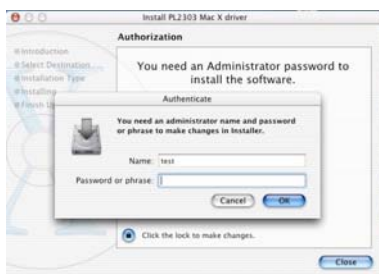 Install PL2303 Mac X driver
Authorization
Introduction
Select Destination
Installation Type
Installing
Finish Up
You need an Administrator password to
install the software.
Authenticate
You need an administrator name and password
or phrase to make changes in Installer.
Name: test
Password or phrase:
Cancel
OK
Click the lock to make changes.
Close